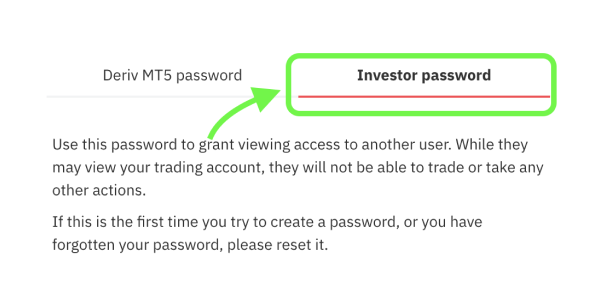 Deriv MT5 password
Investor password
Use this password to grant viewing access to another user. While they
may view your trading account, they will not be able to trade or take any
other actions.
If this is the first time you try to create a password, or you have
forgotten your password, please reset it.